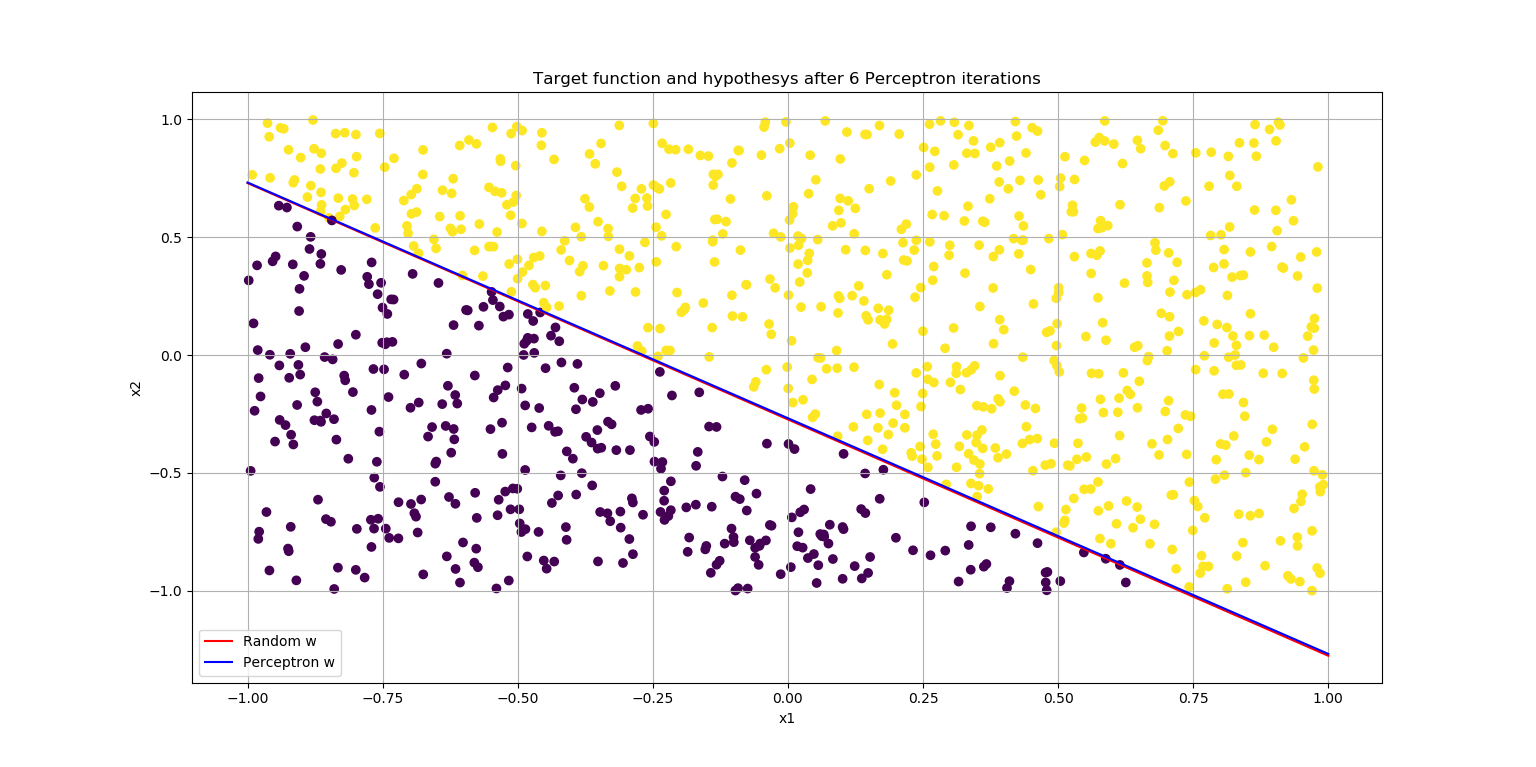 Target function and hypothesys after 6 Perceptron iterations
1.0
0.5
0.0
−0.5
−1.0
x2
Random w
Perceptron w
−1.00 −0.75 −0.50 −0.25 0.00 0.25 0.50 0.75 1.00
x1